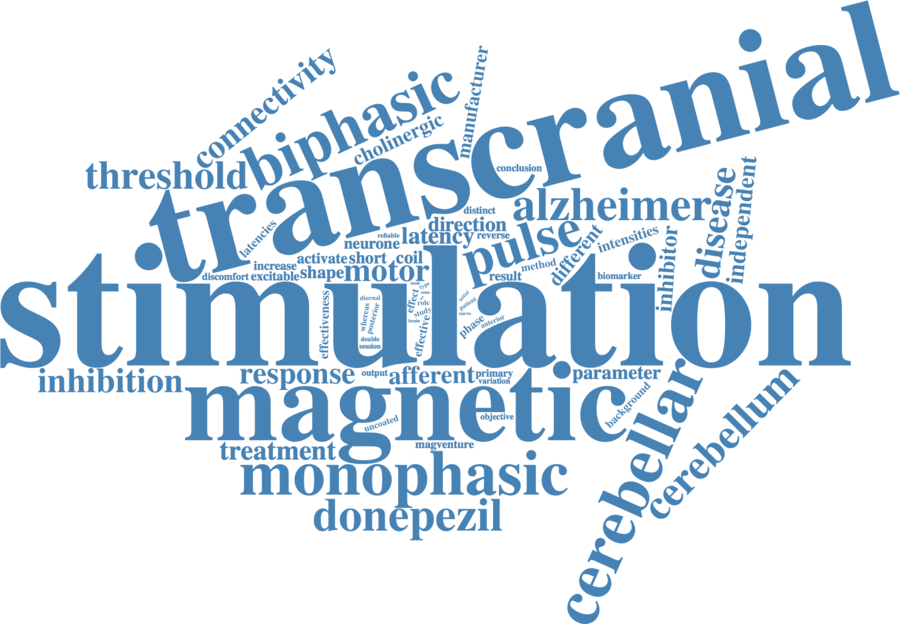 transcranial
manufacturer
connectivity
biphasic
cholinergic
threshold
conclusion
disease
independent
alzheimer
distinct
direction
latencies
reliable
latency
reverse
neurone
pulse
different
intensities
inhibitor
activate
short
coil
increase
method
discomfort
excitable
shape
motor
result
biomarker
stimulation
effectiveness
diurnal
whereas
posterior
double
session
most
type
effect
role
study
brain
effective
initial
patient
curve
phase
anterior
inhibition
response
output
afferent
primary
variation
parameter
magnetic
background
cerebellar
cerebellum
uncoated
objective
treatment
magventure
monophasic
donepezil